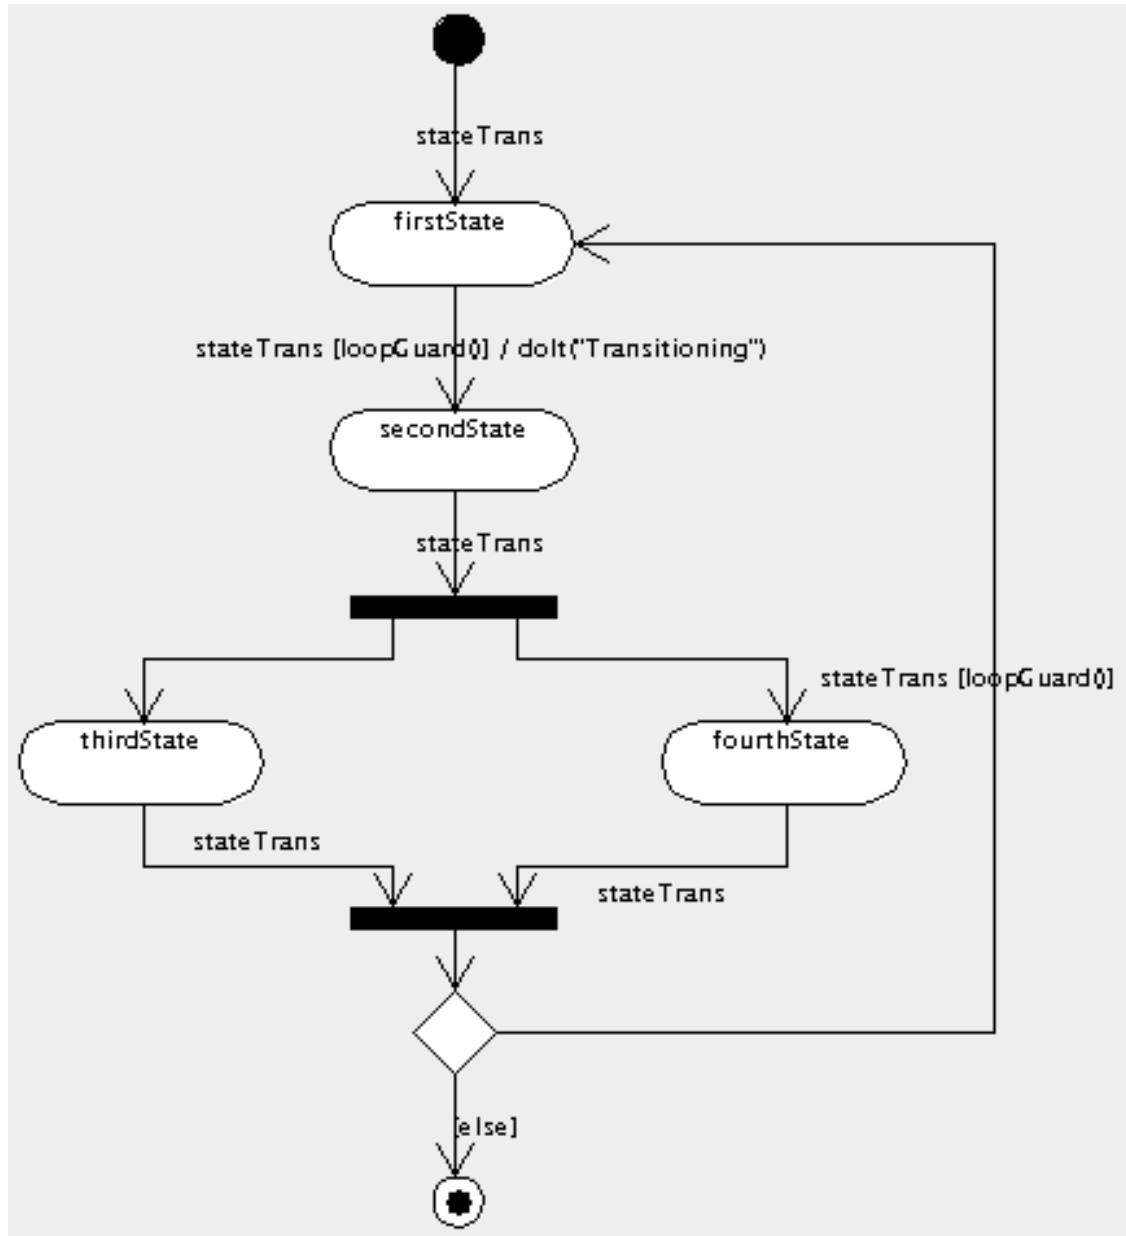 stateTrans
firstState
stateTrans [loopGuard()] / doIt("Transitioning")
secondState
stateTrans
stateTrans [loopGuard()]
thirdState
fourthState
stateTrans
stateTrans
[else]